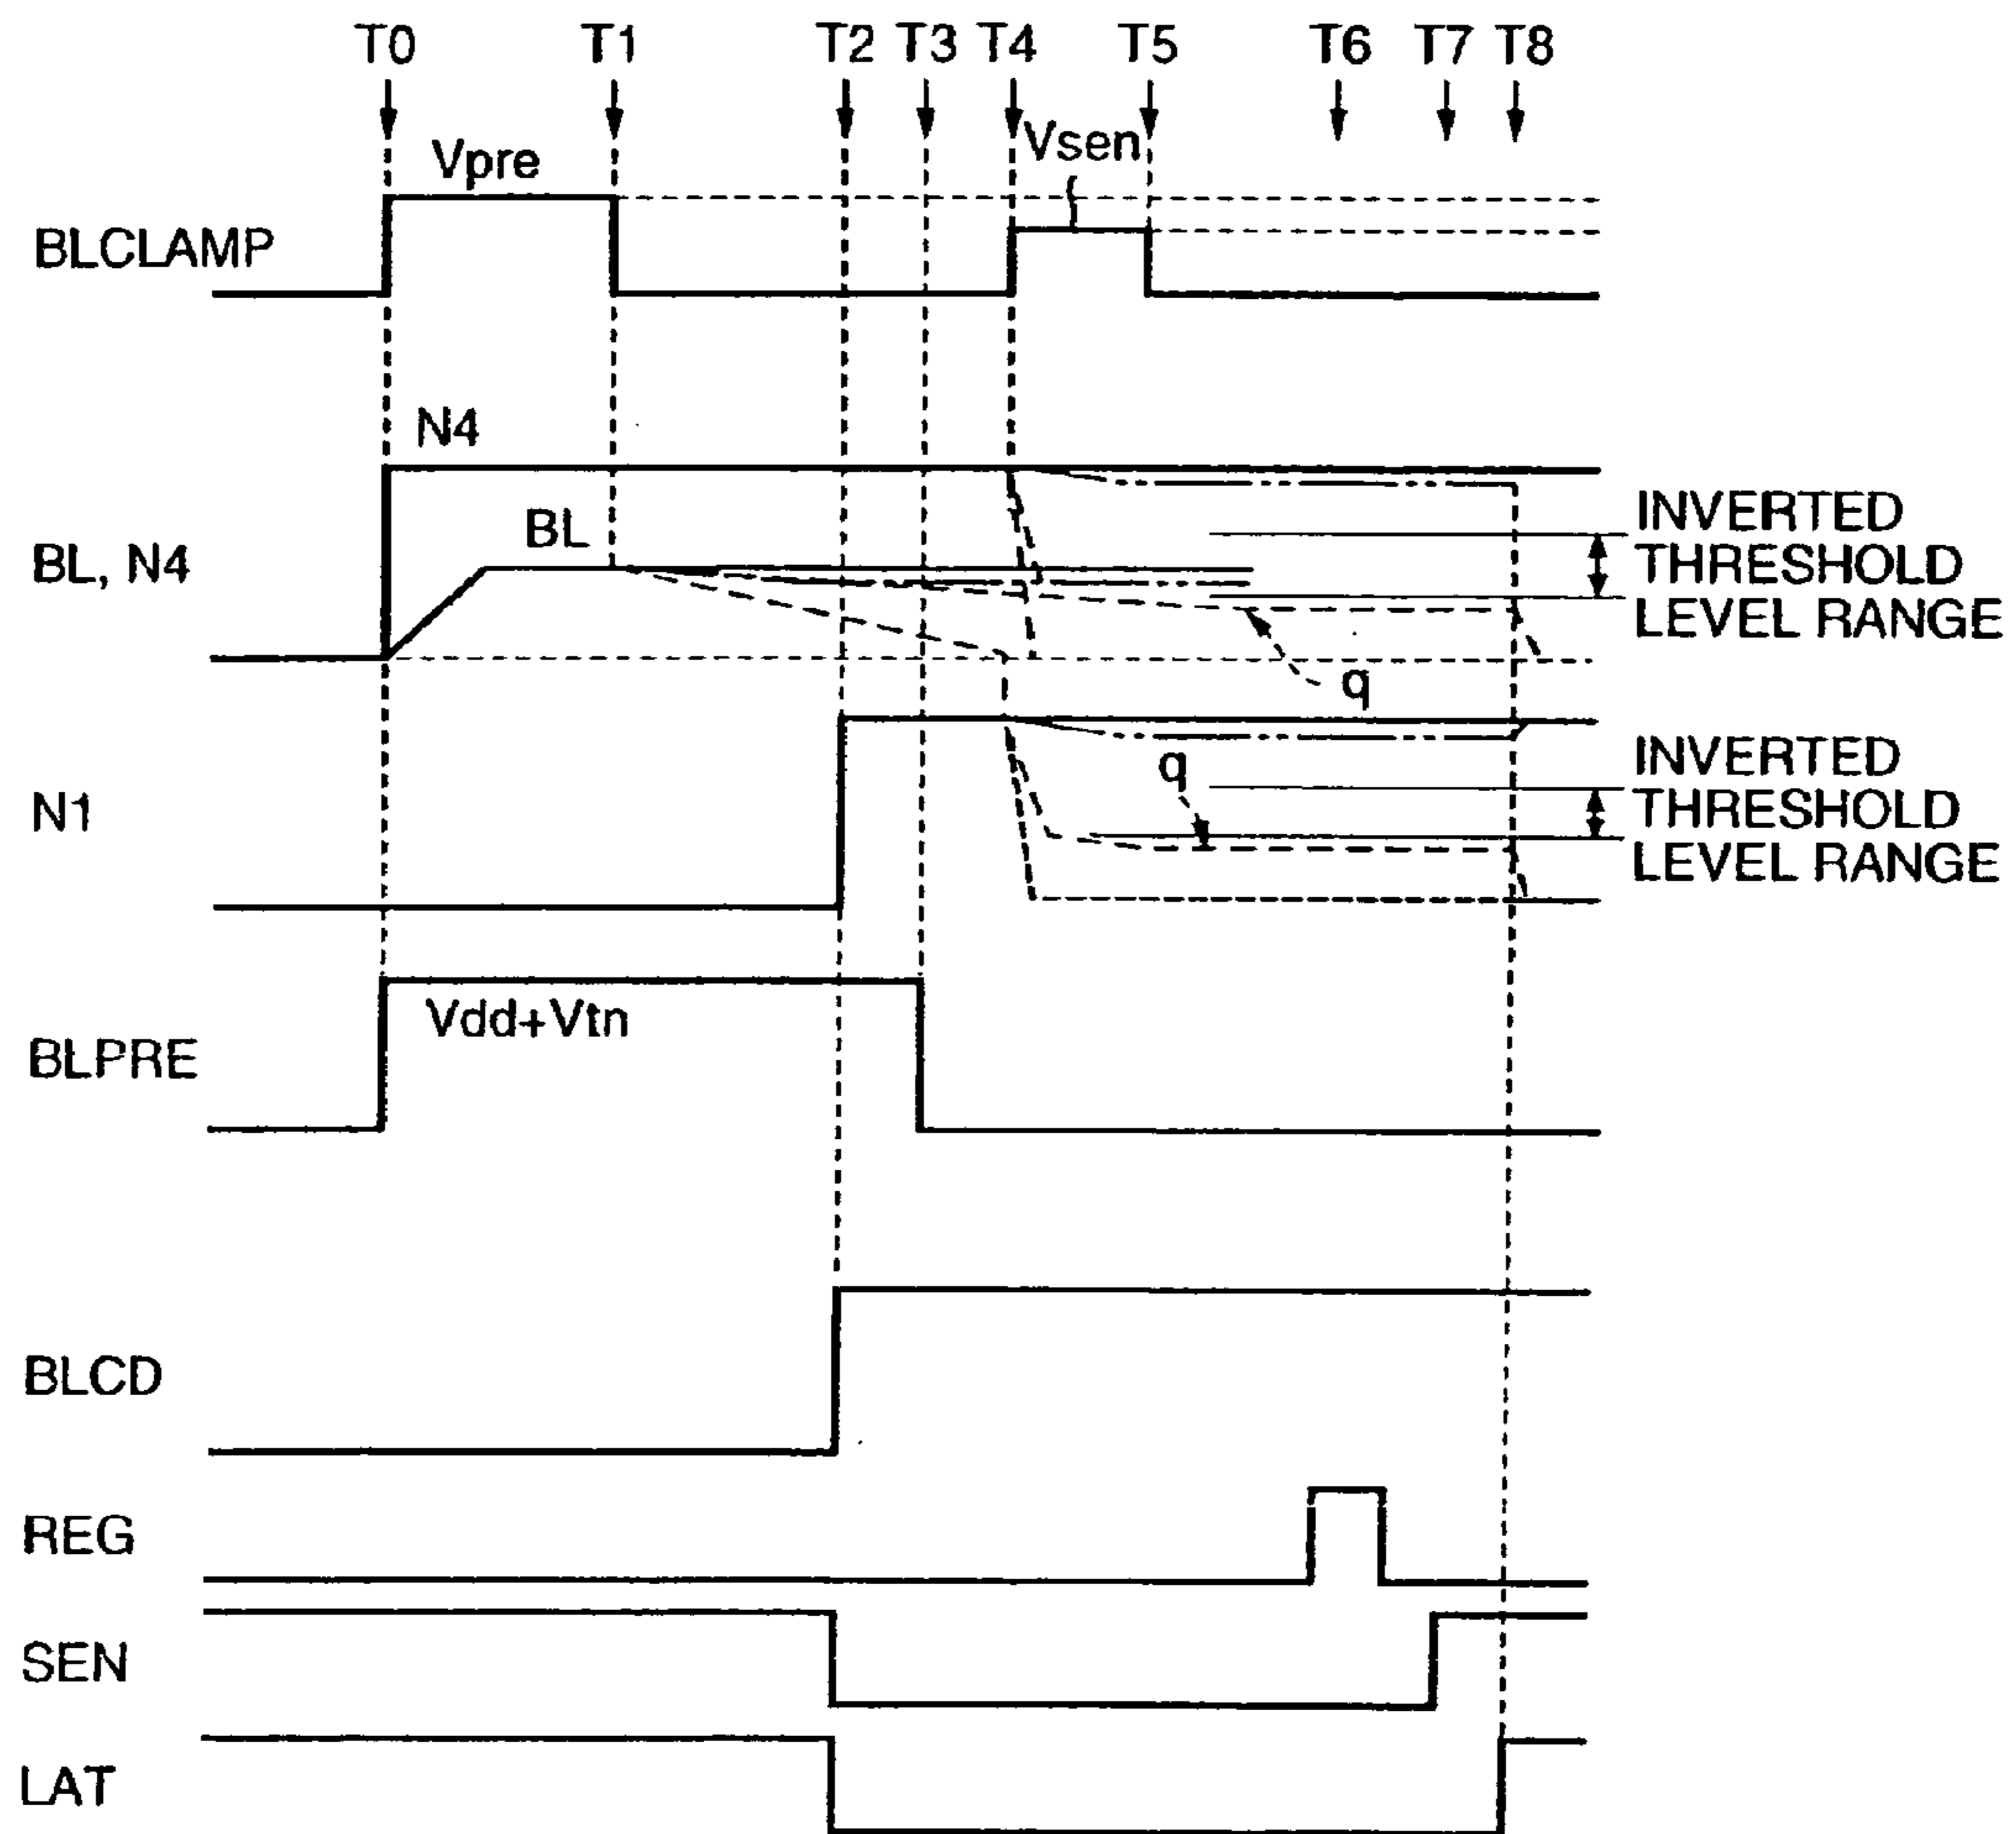 T0 T1 T2 T3 T4 T5 T6 T7 T8
Vpre
Vsen
BLCLAMP
N4
BL
BL, N4
INVERTED
THRESHOLD
LEVEL RANGE
q
N1
q
INVERTED
THRESHOLD
LEVEL RANGE
Vdd+Vtn
BLPRE
BLCD
REG
SEN
LAT